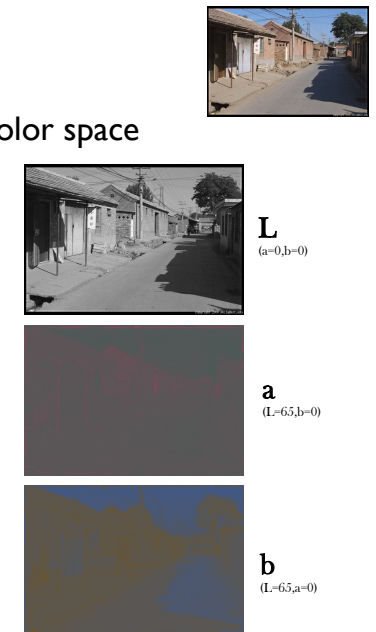 olor space
L
(a=0,b=0)
a
(L=65,b=0)
b
(L=65,a=0)